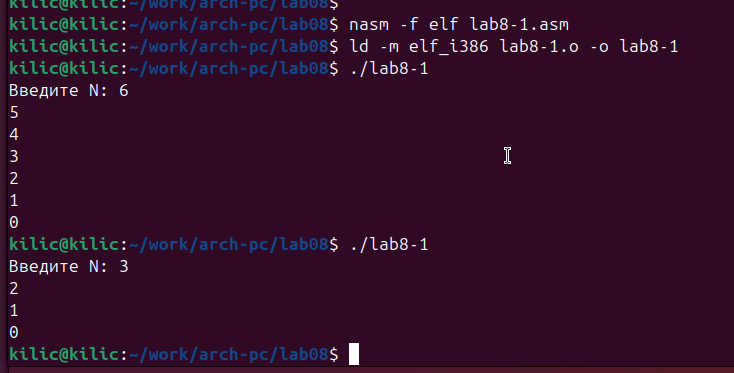 kilic@kilic:~/work/arch-pc/lab08$
kilic@kilic:~/work/arch-pc/lab08$ nasm -f elf lab8-1.asm
kilic@kilic:~/work/arch-pc/lab08$ ld -m elf_i386 lab8-1.o -o lab8-1
kilic@kilic:~/work/arch-pc/lab08$ ./lab8-1
Введите N: 6
5
4
3
2
1
0
kilic@kilic:~/work/arch-pc/lab08$ ./lab8-1
Введите N: 3
2
1
0
kilic@kilic:~/work/arch-pc/lab08$